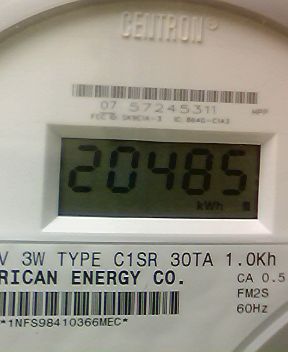 CENTRON®
07 57245311
20485
kWh
V 3W TYPE C1SR 30TA 1.0Kh
RICAN ENERGY CO. CA 0.5
FM2S
60Hz
*1NFS98410366MEC*